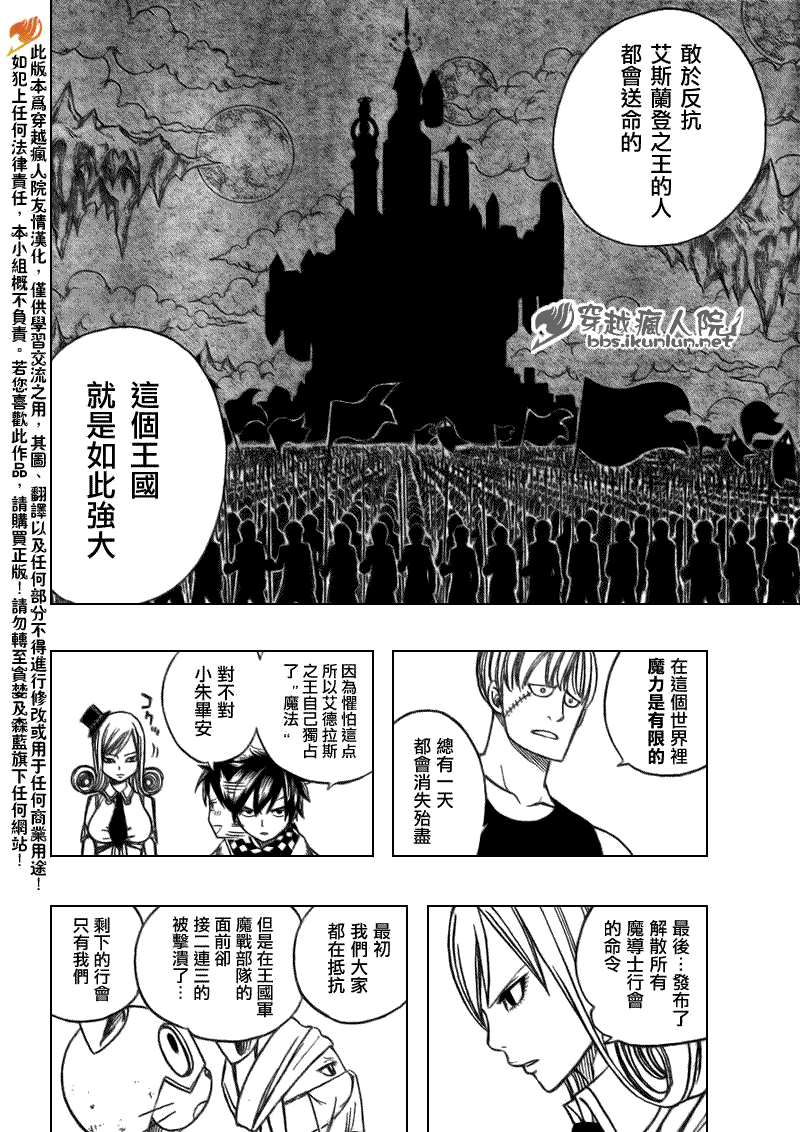 敢於反抗
艾斯蘭登之王的人
都會送命的
穿越瘋人院
bbs.ikunlun.net
這個王國
就是如此強大
在這個世界裡
魔力是有限的
總有一天
都會消失殆盡
因為懼怕這点
所以艾德拉斯
之王自己獨占
了"魔法"
對不對
小朱畢安
コクっ
最後…發布了
解散所有
魔導士行會
的命令
最初
我們大家
都在抵抗
但是在王國軍
魔戰部隊的
面前卻
接二連三的
被擊潰了…
剩下的行會
只有我們
此版本爲穿越瘋人院友情漢化，僅供學習交流之用，其圖、翻譯以及任何部分不得進行修改或用于任何商業用途！
如犯上任何法律責任，本小組概不負責。若您喜歡此作品，請購買正版！請勿轉至貪婪及森藍旗下任何網站！